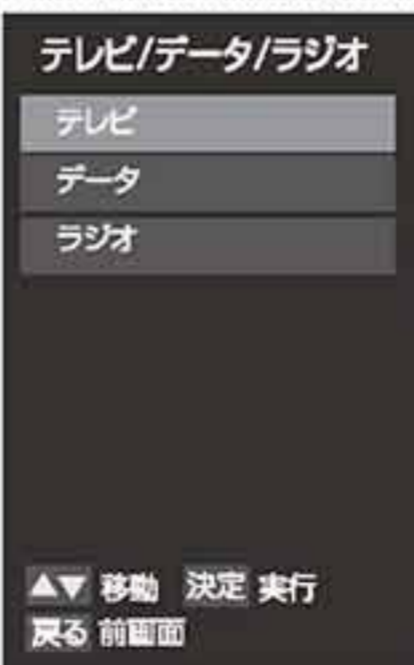 テレビ/データ/ラジオ
テレビ
データ
ラジオ
▲▼ 移動 決定 実行
戻る 前画面